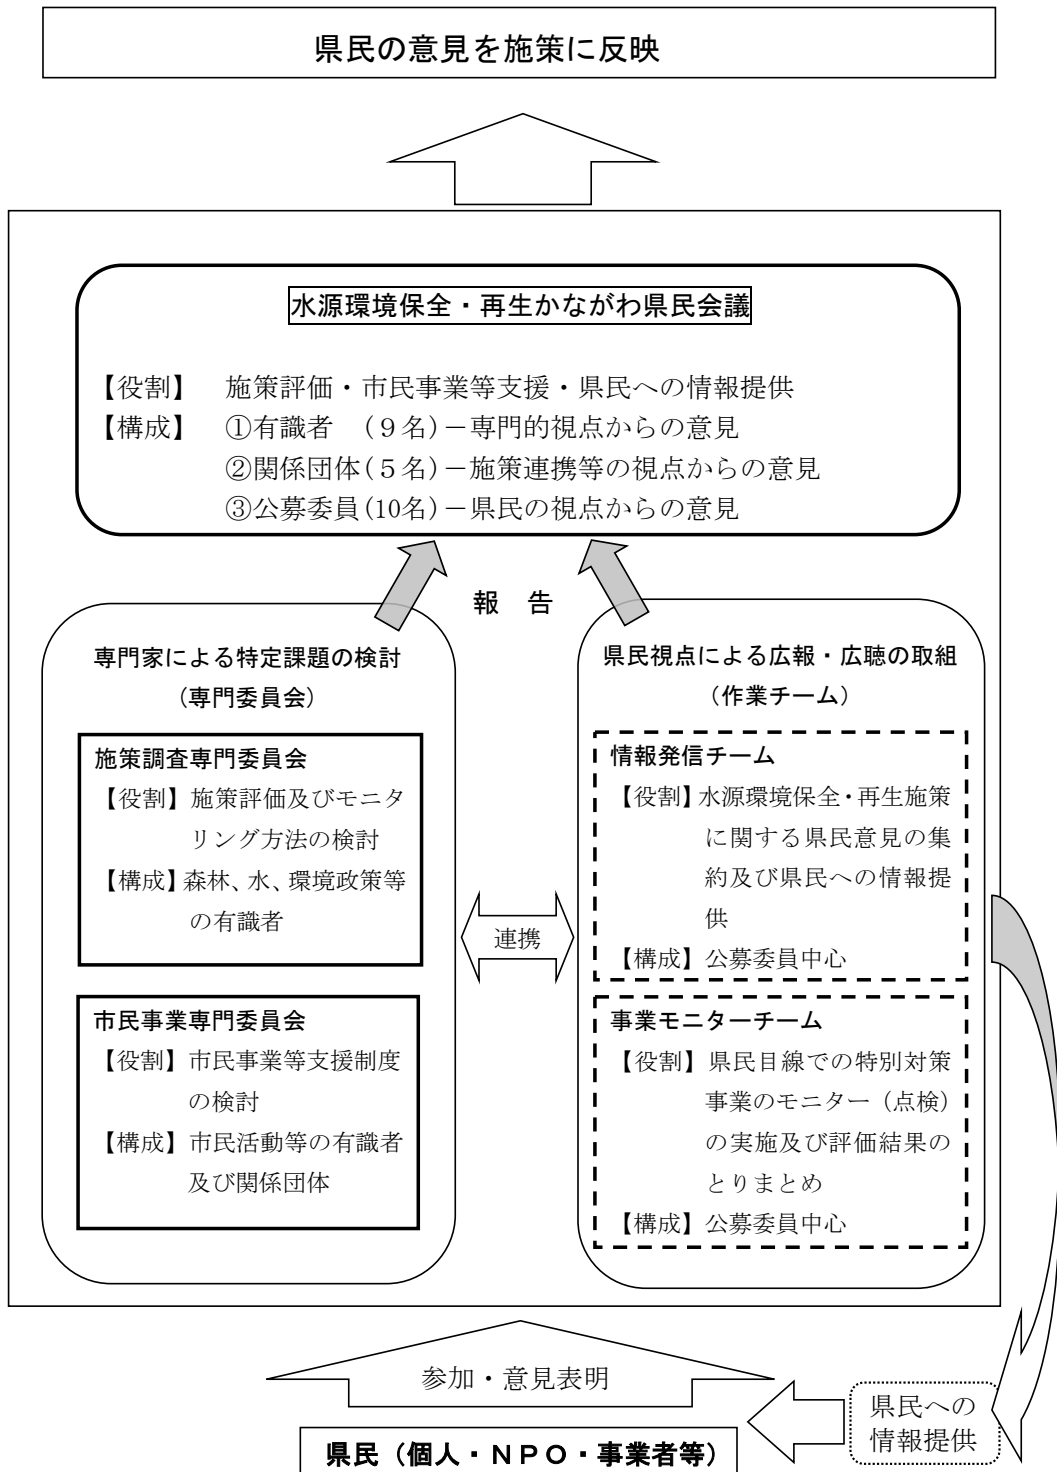 県民の意見を施策に反映
水源環境保全・再生かながわ県民会議
【役割】　施策評価・市民事業等支援・県民への情報提供
【構成】　①有識者　(９名)－専門的視点からの意見
②関係団体(５名)－施策連携等の視点からの意見
③公募委員(10名)－県民の視点からの意見
報　告
専門家による特定課題の検討
（専門委員会）
施策調査専門委員会
【役割】施策評価及びモニタ
リング方法の検討
【構成】森林、水、環境政策等
の有識者
市民事業専門委員会
【役割】市民事業等支援制度
の検討
【構成】市民活動等の有識者
及び関係団体
連携
県民視点による広報・広聴の取組
（作業チーム）
情報発信チーム
【役割】水源環境保全・再生施策
に関する県民意見の集
約及び県民への情報提
供
【構成】公募委員中心
事業モニターチーム
【役割】県民目線での特別対策
事業のモニター（点検）
の実施及び評価結果の
とりまとめ
【構成】公募委員中心
参加・意見表明
県民への
情報提供
県民（個人・ＮＰＯ・事業者等）